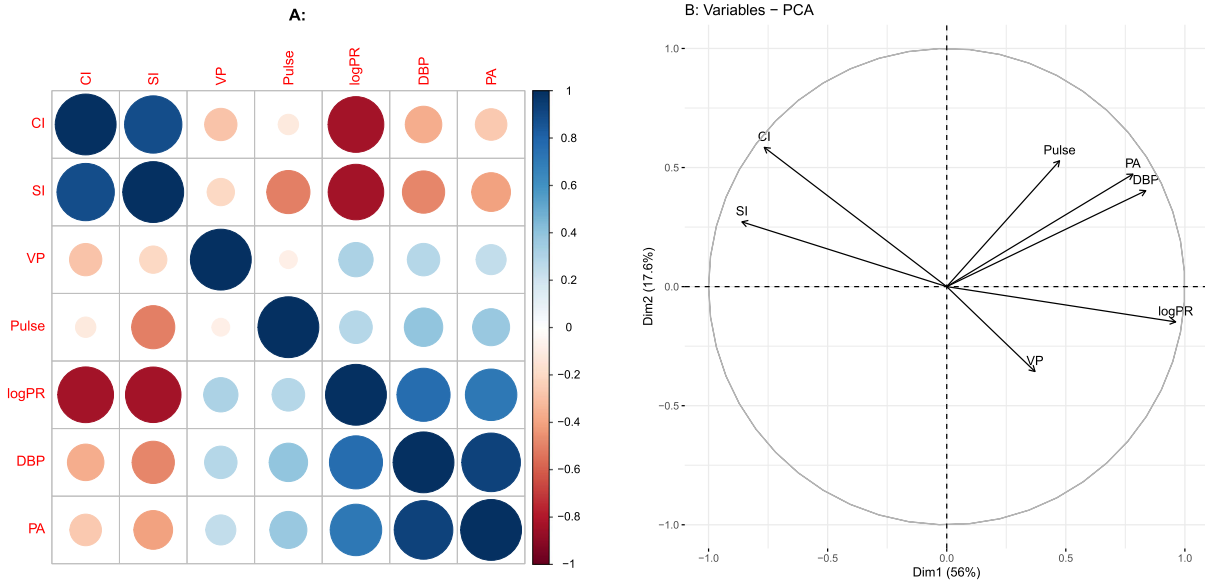 A:
CI SI VP Pulse logPR DBP PA
CI
SI
VP
Pulse
logPR
DBP
PA
1
0.8
0.6
0.4
0.2
0
−0.2
−0.4
−0.6
−0.8
−1
B: Variables − PCA
1.0
0.5
0.0
−0.5
−1.0
Dim2 (17.6%)
CI
Pulse
PA
DBP
SI
logPR
VP
−1.0 −0.5 0.0 0.5 1.0
Dim1 (56%)